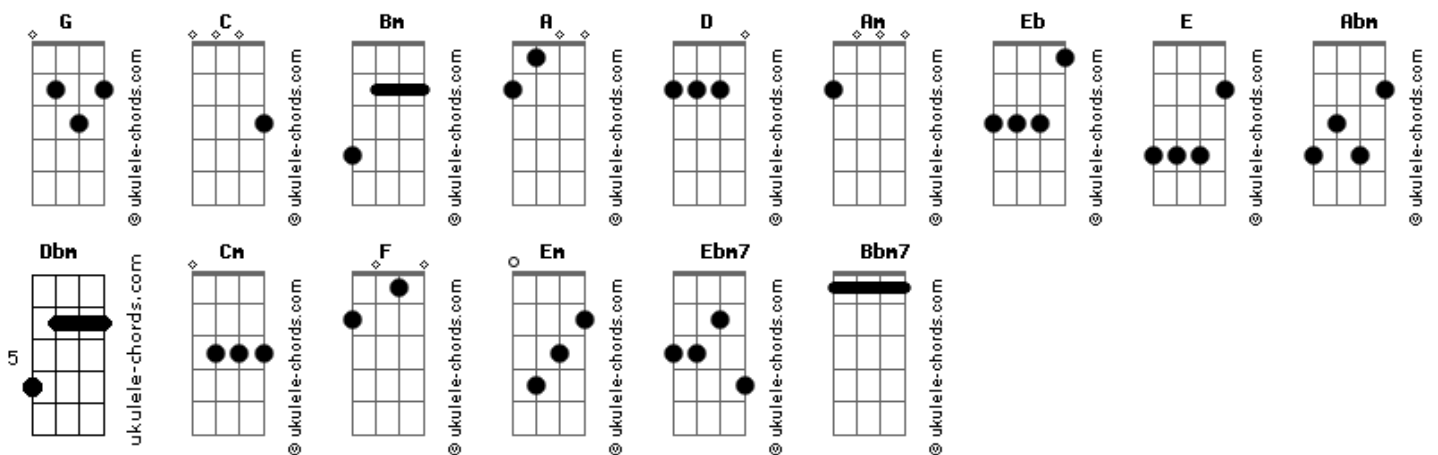 G C Bm A D Am Eb E Abm
© ukulele-chords.com © ukulele-chords.com © ukulele-chords.com © ukulele-chords.com © ukulele-chords.com © ukulele-chords.com © ukulele-chords.com © ukulele-chords.com © ukulele-chords.com
Dbm Cm F Em Ebm7 Bbm7
5
ukulele-chords.com © ukulele-chords.com © ukulele-chords.com © ukulele-chords.com © ukulele-chords.com © ukulele-chords.com